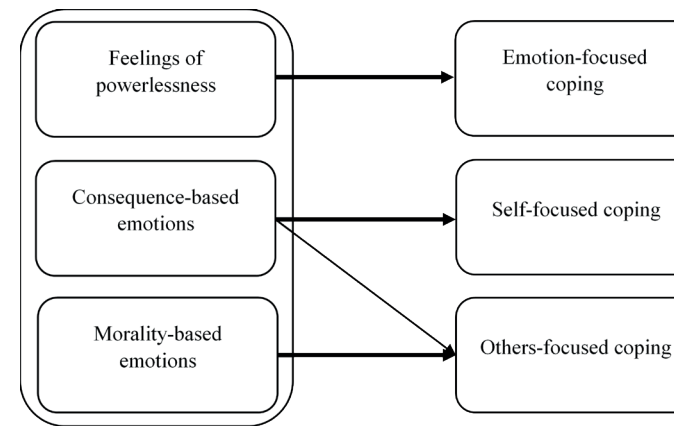 Feelings of
powerlessness
Emotion-focused
coping
Consequence-based
emotions
Self-focused coping
Morality-based
emotions
Others-focused coping